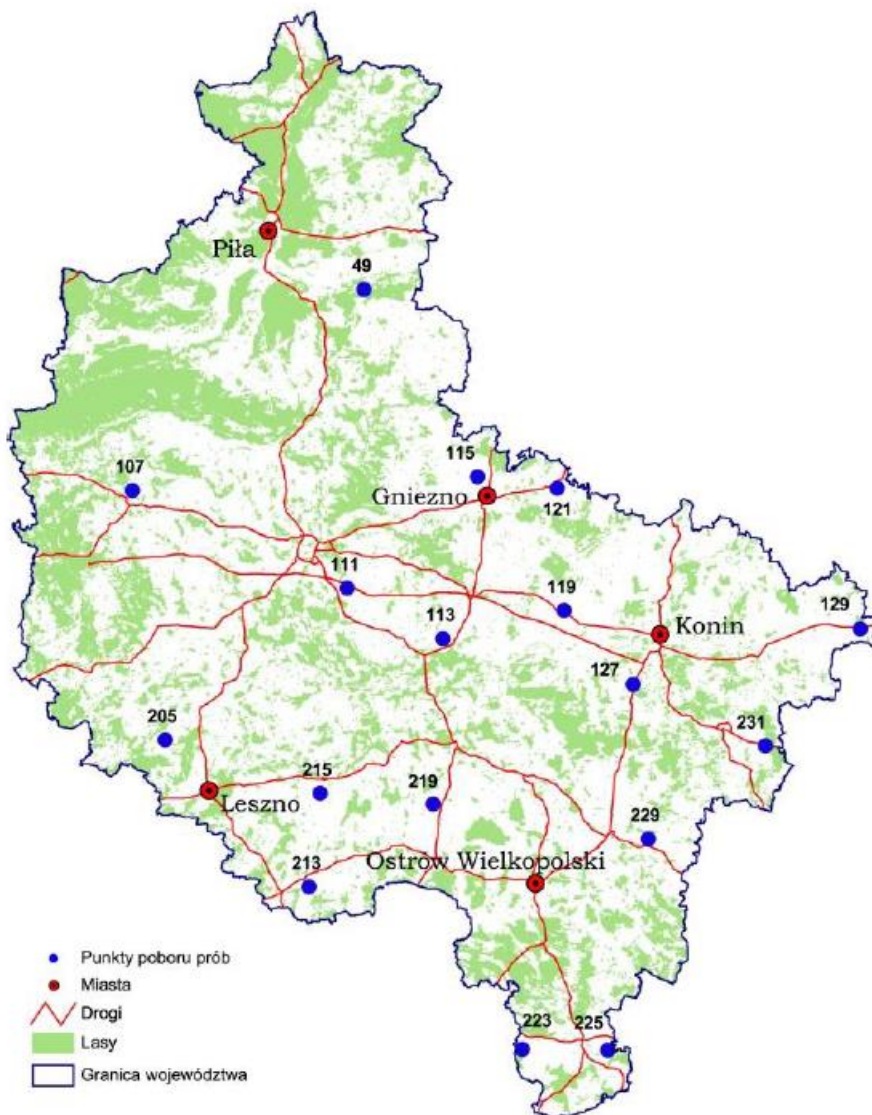 Piła
49
107
115
Gniezno
121
111
119
113
Konin
129
127
205
231
215
219
Leszno
229
Ostrów Wielkopolski
213
Punkty poboru prób
Miasta
Drogi
Lasy
Granica województwa
223
225